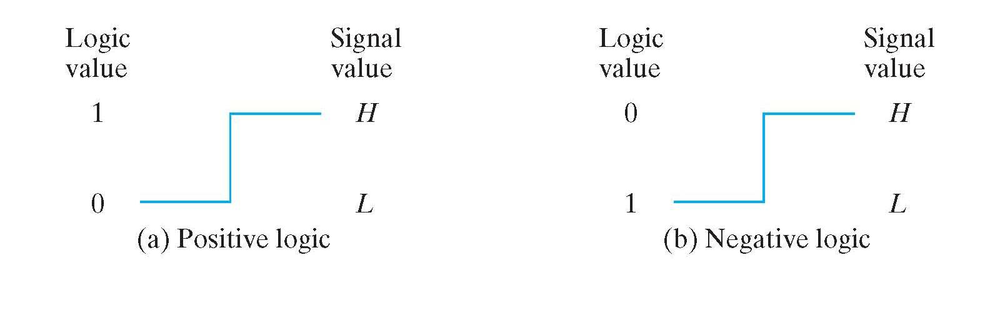 Logic
value
Signal
value
1
H
0
L
(a) Positive logic
Logic
value
Signal
value
0
H
1
L
(b) Negative logic